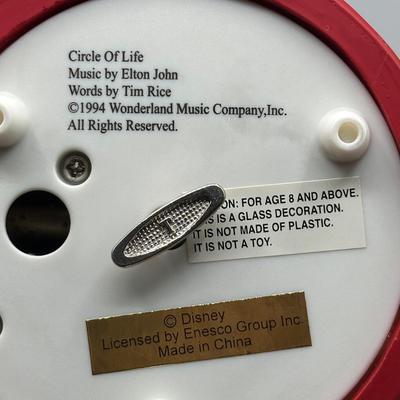 Circle Of Life
Music by Elton John
Words by Tim Rice
©1994 Wonderland Music Company,Inc.
All Rights Reserved.
ON: FOR AGE 8 AND ABOVE.
IS IS A GLASS DECORATION.
IT IS NOT MADE OF PLASTIC.
IT IS NOT A TOY.
© Disney
Licensed by Enesco Group Inc.
Made in China